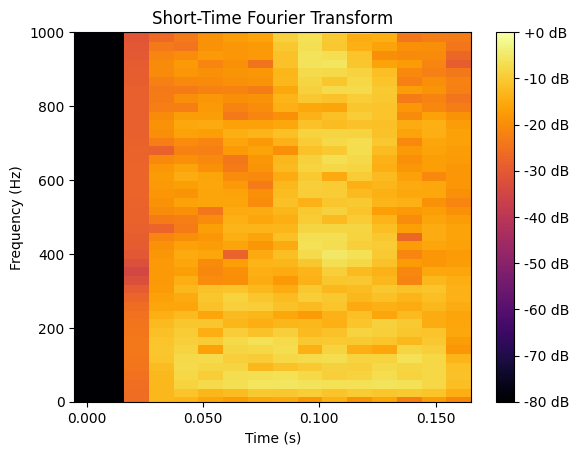 Short-Time Fourier Transform
1000
800
600
400
200
0
Frequency (Hz)
0.000
0.050
0.100
0.150
Time (s)
+0 dB
-10 dB
-20 dB
-30 dB
-40 dB
-50 dB
-60 dB
-70 dB
-80 dB